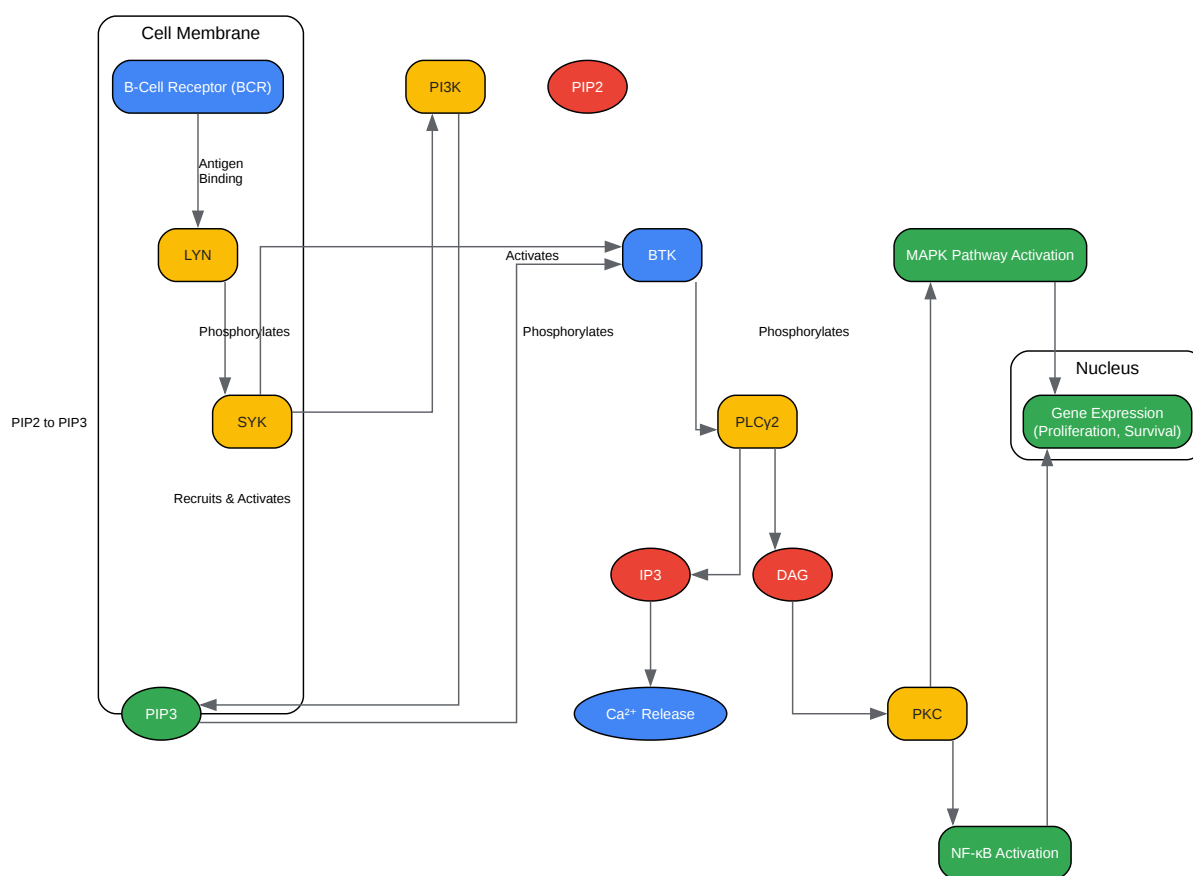 Cell Membrane
B-Cell Receptor (BCR)
PI3K
PIP2
Antigen
Binding
LYN
Activates
BTK
MAPK Pathway Activation
Phosphorylates
Phosphorylates
Phosphorylates
Nucleus
PIP2 to PIP3
SYK
PLCγ2
Gene Expression
(Proliferation, Survival)
Recruits & Activates
IP3
DAG
PIP3
Ca²⁺ Release
PKC
NF-κB Activation